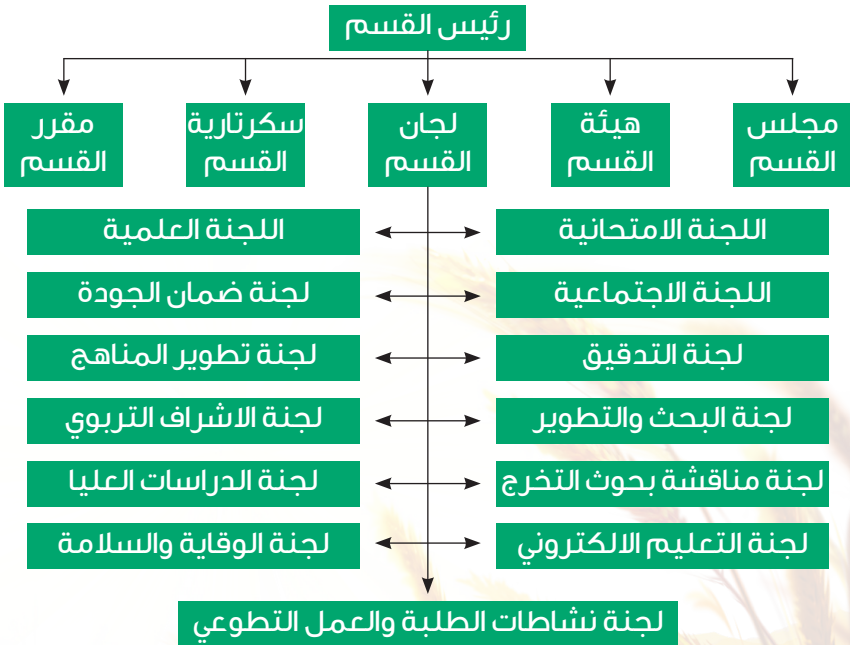 رئيس القسم
مجلس القسم
هيئة القسم
لجان القسم
سكرتارية القسم
مقرر القسم
اللجنة الامتحانية
اللجنة العلمية
اللجنة الاجتماعية
لجنة ضمان الجودة
لجنة التدقيق
لجنة تطوير المناهج
لجنة البحث والتطوير
لجنة الاشراف التربوي
لجنة مناقشة بحوث التخرج
لجنة الدراسات العليا
لجنة التعليم الالكتروني
لجنة الوقاية والسلامة
لجنة نشاطات الطلبة والعمل التطوعي